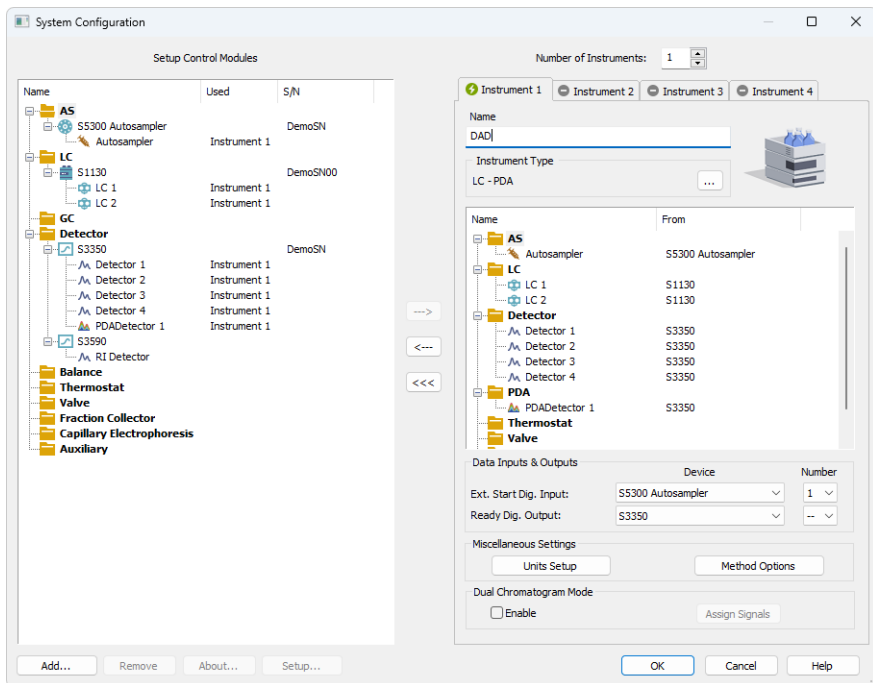 System Configuration
Setup Control Modules
Number of Instruments: 1
Name Used S/N
AS
S5300 Autosampler DemoSN
Autosampler Instrument 1
LC
S1130 DemoSN00
LC 1 Instrument 1
LC 2 Instrument 1
GC
Detector
S3350 DemoSN
Detector 1 Instrument 1
Detector 2 Instrument 1
Detector 3 Instrument 1
Detector 4 Instrument 1
PDADetector 1 Instrument 1
S3590
RI Detector
Balance
Thermostat
Valve
Fraction Collector
Capillary Electrophoresis
Auxiliary
--->
<---
<<<
Instrument 1 Instrument 2 Instrument 3 Instrument 4
Name
DAD
Instrument Type
LC - PDA ...
Name From
AS
Autosampler S5300 Autosampler
LC
LC 1 S1130
LC 2 S1130
Detector
Detector 1 S3350
Detector 2 S3350
Detector 3 S3350
Detector 4 S3350
PDA
PDADetector 1 S3350
Thermostat
Valve
Data Inputs & Outputs
Device Number
Ext. Start Dig. Input: S5300 Autosampler 1
Ready Dig. Output: S3350 --
Miscellaneous Settings
Units Setup Method Options
Dual Chromatogram Mode
Enable Assign Signals
Add... Remove About... Setup... OK Cancel Help